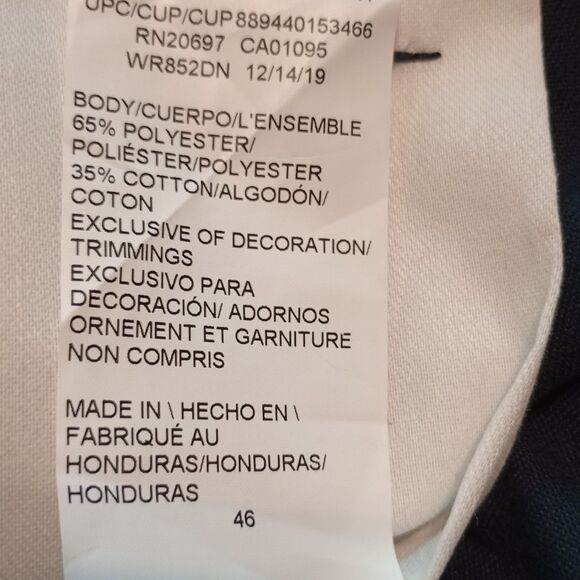 UPC/CUP/CUP 889440153466
RN20697 CA01095
WR852DN 12/14/19
BODY/CUERPO/L'ENSEMBLE
65% POLYESTER/
POLIÉSTER/POLYESTER
35% COTTON/ALGODÓN/
COTON
EXCLUSIVE OF DECORATION/
TRIMMINGS
EXCLUSIVO PARA
DECORACIÓN/ ADORNOS
ORNEMENT ET GARNITURE
NON COMPRIS
MADE IN \ HECHO EN \
FABRIQUÉ AU
HONDURAS/HONDURAS/
HONDURAS
46